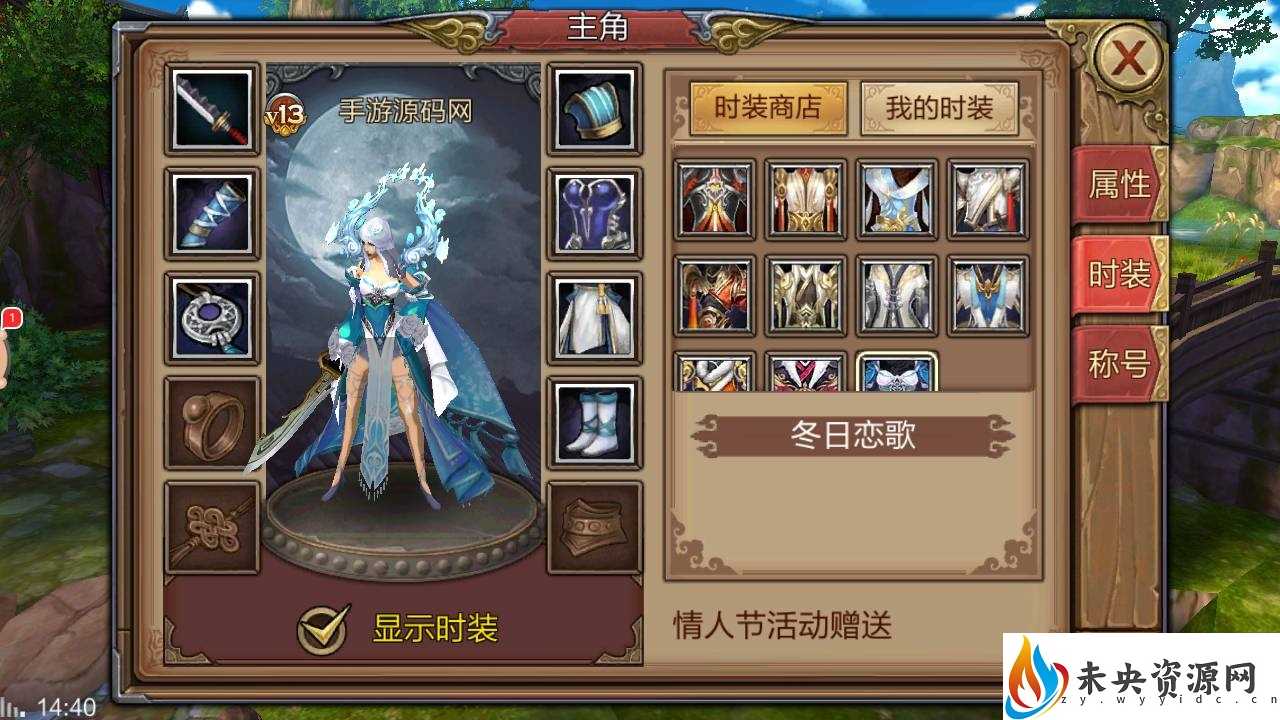 主角
v13
手游源码网
时装商店
我的时装
属性
时装
称号
1
冬日恋歌
显示时装
情人节活动赠送
14:40
未央资源网
zy.wyyidc.cn